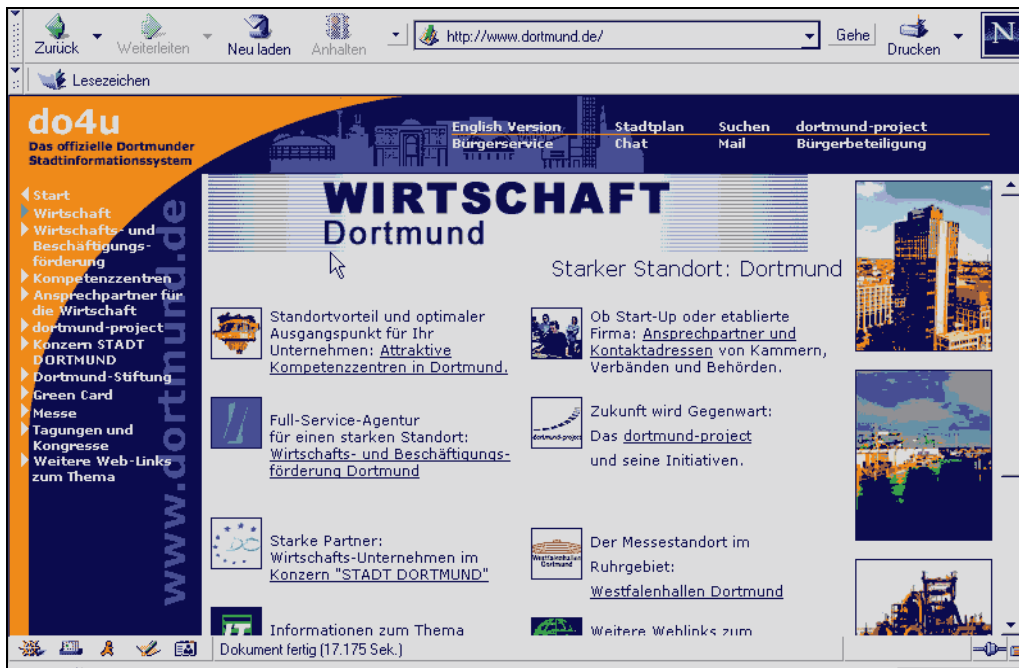 Zurück Weiterleiten Neu laden Anhalten http://www.dortmund.de/ Gehe Drucken N
Lesezeichen
do4u
Das offizielle Dortmunder
Stadtinformationssystem
English Version Stadtplan Suchen dortmund-project
Bürgerservice Chat Mail Bürgerbeteiligung
Start
Wirtschaft
Wirtschafts- und
Beschäftigungs-
förderung
Kompetenzzentren
Ansprechpartner für
die Wirtschaft
dortmund-project
Konzern STADT
DORTMUND
Dortmund-Stiftung
Green Card
Messe
Tagungen und
Kongresse
Weitere Web-Links
zum Thema
www.dortmund.de
WIRTSCHAFT
Dortmund
Starker Standort: Dortmund
Standortvorteil und optimaler
Ausgangspunkt für Ihr
Unternehmen: Attraktive
Kompetenzzentren in Dortmund.
Ob Start-Up oder etablierte
Firma: Ansprechpartner und
Kontaktadressen von Kammern,
Verbänden und Behörden.
Full-Service-Agentur
für einen starken Standort:
Wirtschafts- und Beschäftigungs-
förderung Dortmund
dortmund-project
Zukunft wird Gegenwart:
Das dortmund-project
und seine Initiativen.
DC
Starke Partner:
Wirtschafts-Unternehmen im
Konzern "STADT DORTMUND"
Westfalenhallen
Dortmund
Der Messestandort im
Ruhrgebiet:
Westfalenhallen Dortmund
IT
Informationen zum Thema
Weitere Weblinks zum
Dokument fertig (17.175 Sek.)